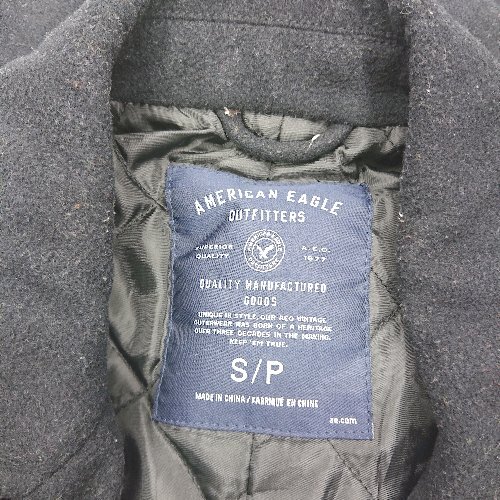 AMERICAN EAGLE
OUTFITTERS
SUPERIOR A.E.O.
QUALITY 1977
QUALITY MANUFACTURED
GOODS
UNIQUE IN STYLE, OUR AEO VINTAGE
OUTERWEAR WAS BORN OF A HERITAGE
OVER THREE DECADES IN THE MAKING.
KEEP 'EM TRUE.
S/P
MADE IN CHINA/FABRIQUÉ EN CHINE
ae.com